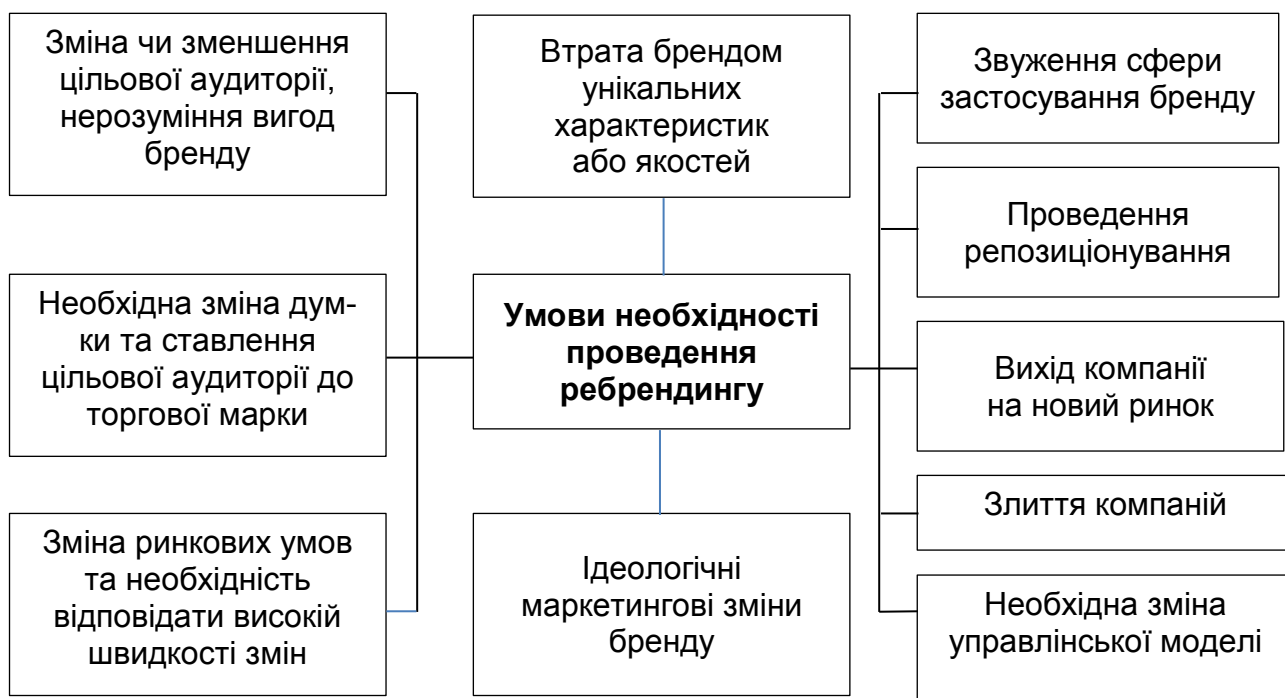 Зміна чи зменшення
цільової аудиторії,
нерозуміння вигод
бренду
Необхідна зміна дум-
ки та ставлення
цільової аудиторії до
торгової марки
Зміна ринкових умов
та необхідність
відповідати високій
швидкості змін
Втрата брендом
унікальних
характеристик
або якостей
Умови необхідності
проведення
ребрендингу
Ідеологічні
маркетингові зміни
бренду
Звуження сфери
застосування бренду
Проведення
репозиціонування
Вихід компанії
на новий ринок
Злиття компаній
Необхідна зміна
управлінської моделі